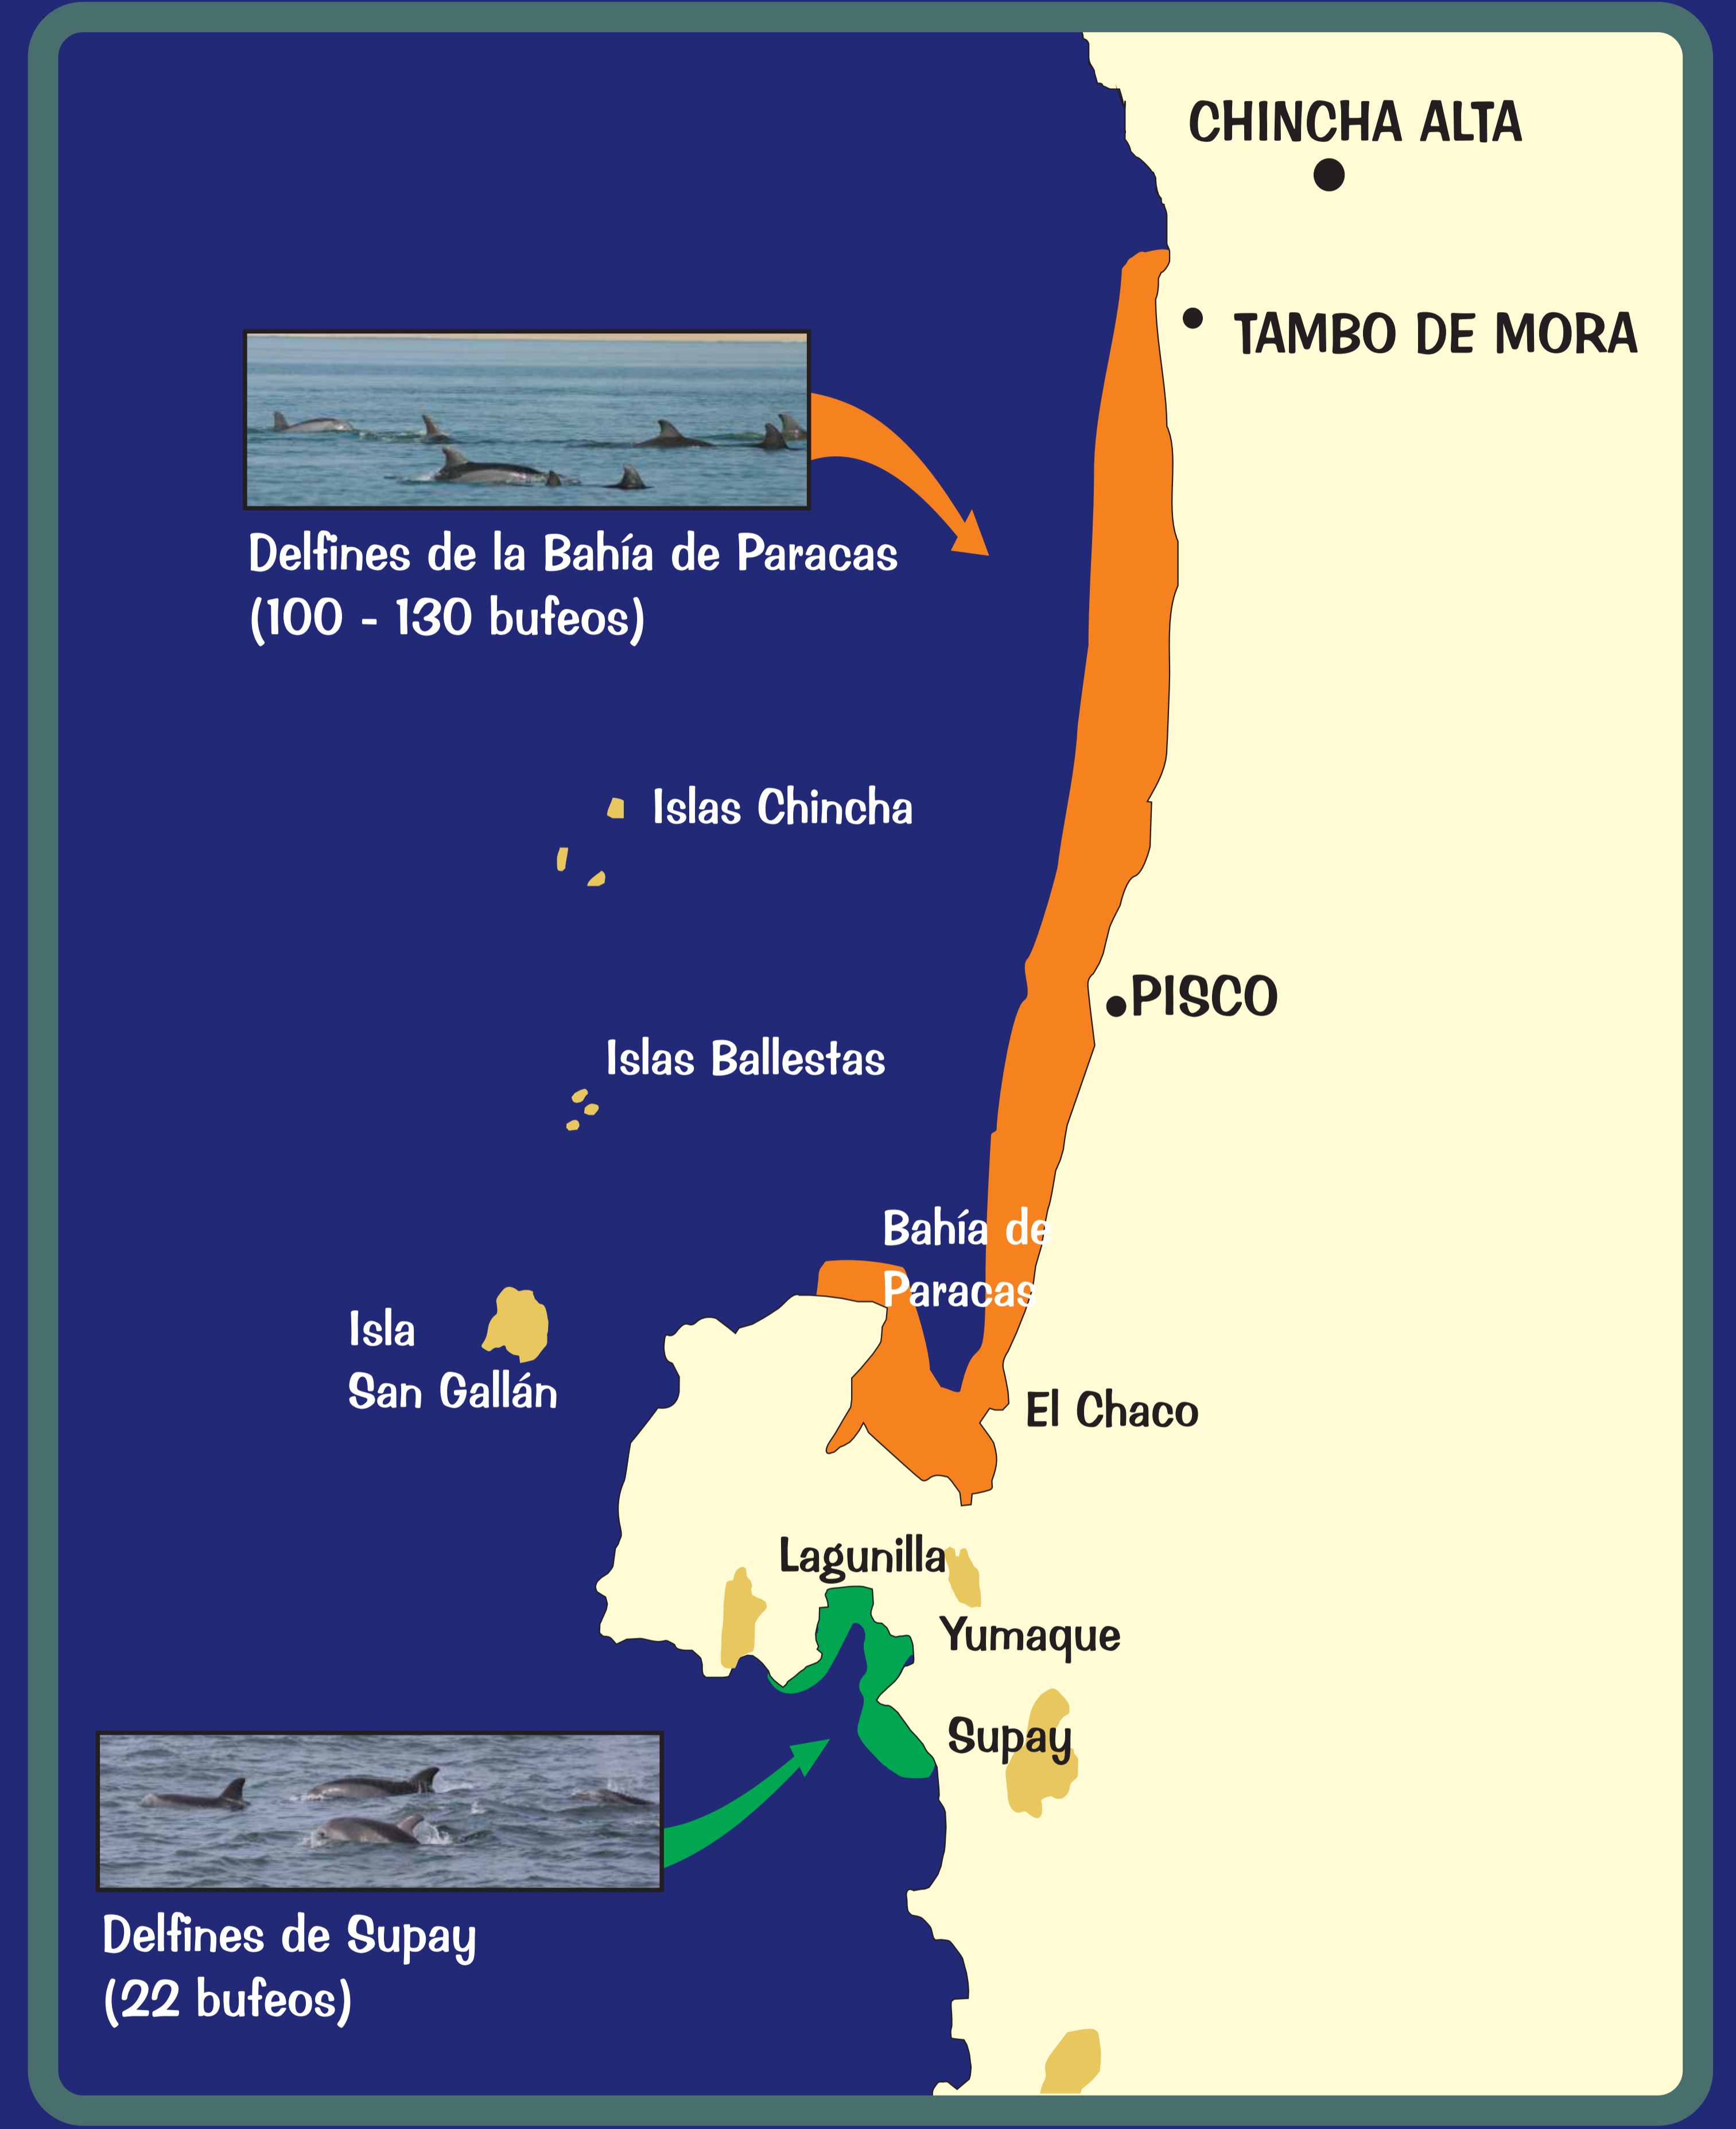 CHINCHA ALTA
TAMBO DE MORA
Delfines de la Bahía de Paracas
(100 - 130 bufeos)
Islas Chincha
PISCO
Islas Ballestas
Bahía de
Paracas
Isla
San Gallán
El Chaco
Lagunilla
Yumaque
Supay
Delfines de Supay
(22 bufeos)